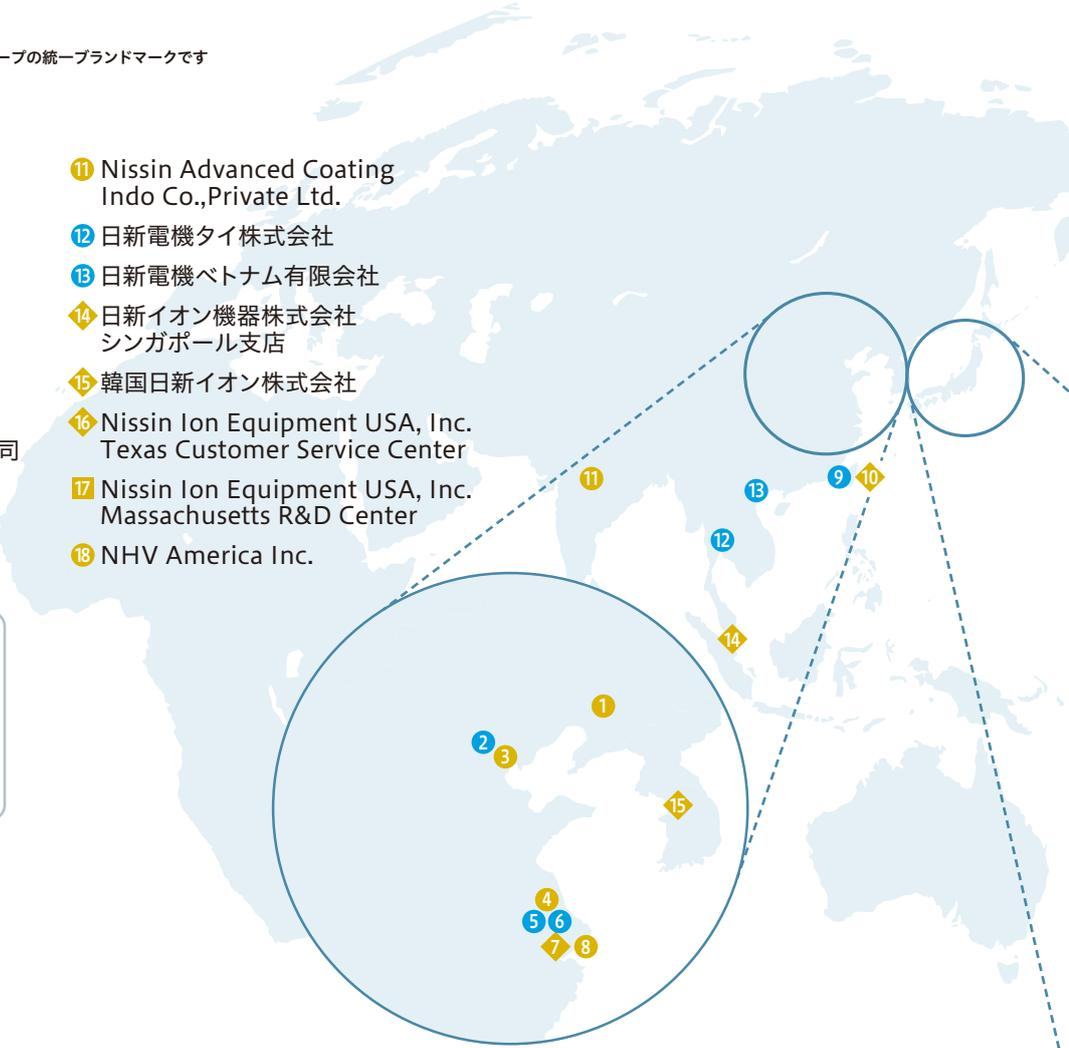 ープの統一ブランドマークです
11 Nissin Advanced Coating
Indo Co.,Private Ltd.
12 日新電機タイ株式会社
13 日新電機ベトナム有限会社
14 日新イオン機器株式会社
シンガポール支店
15 韓国日新イオン株式会社
16 Nissin Ion Equipment USA, Inc.
Texas Customer Service Center
司
17 Nissin Ion Equipment USA, Inc.
Massachusetts R&D Center
18 NHV America Inc.
11
13
9
10
12
14
1
2
3
15
4
5
6
7
8